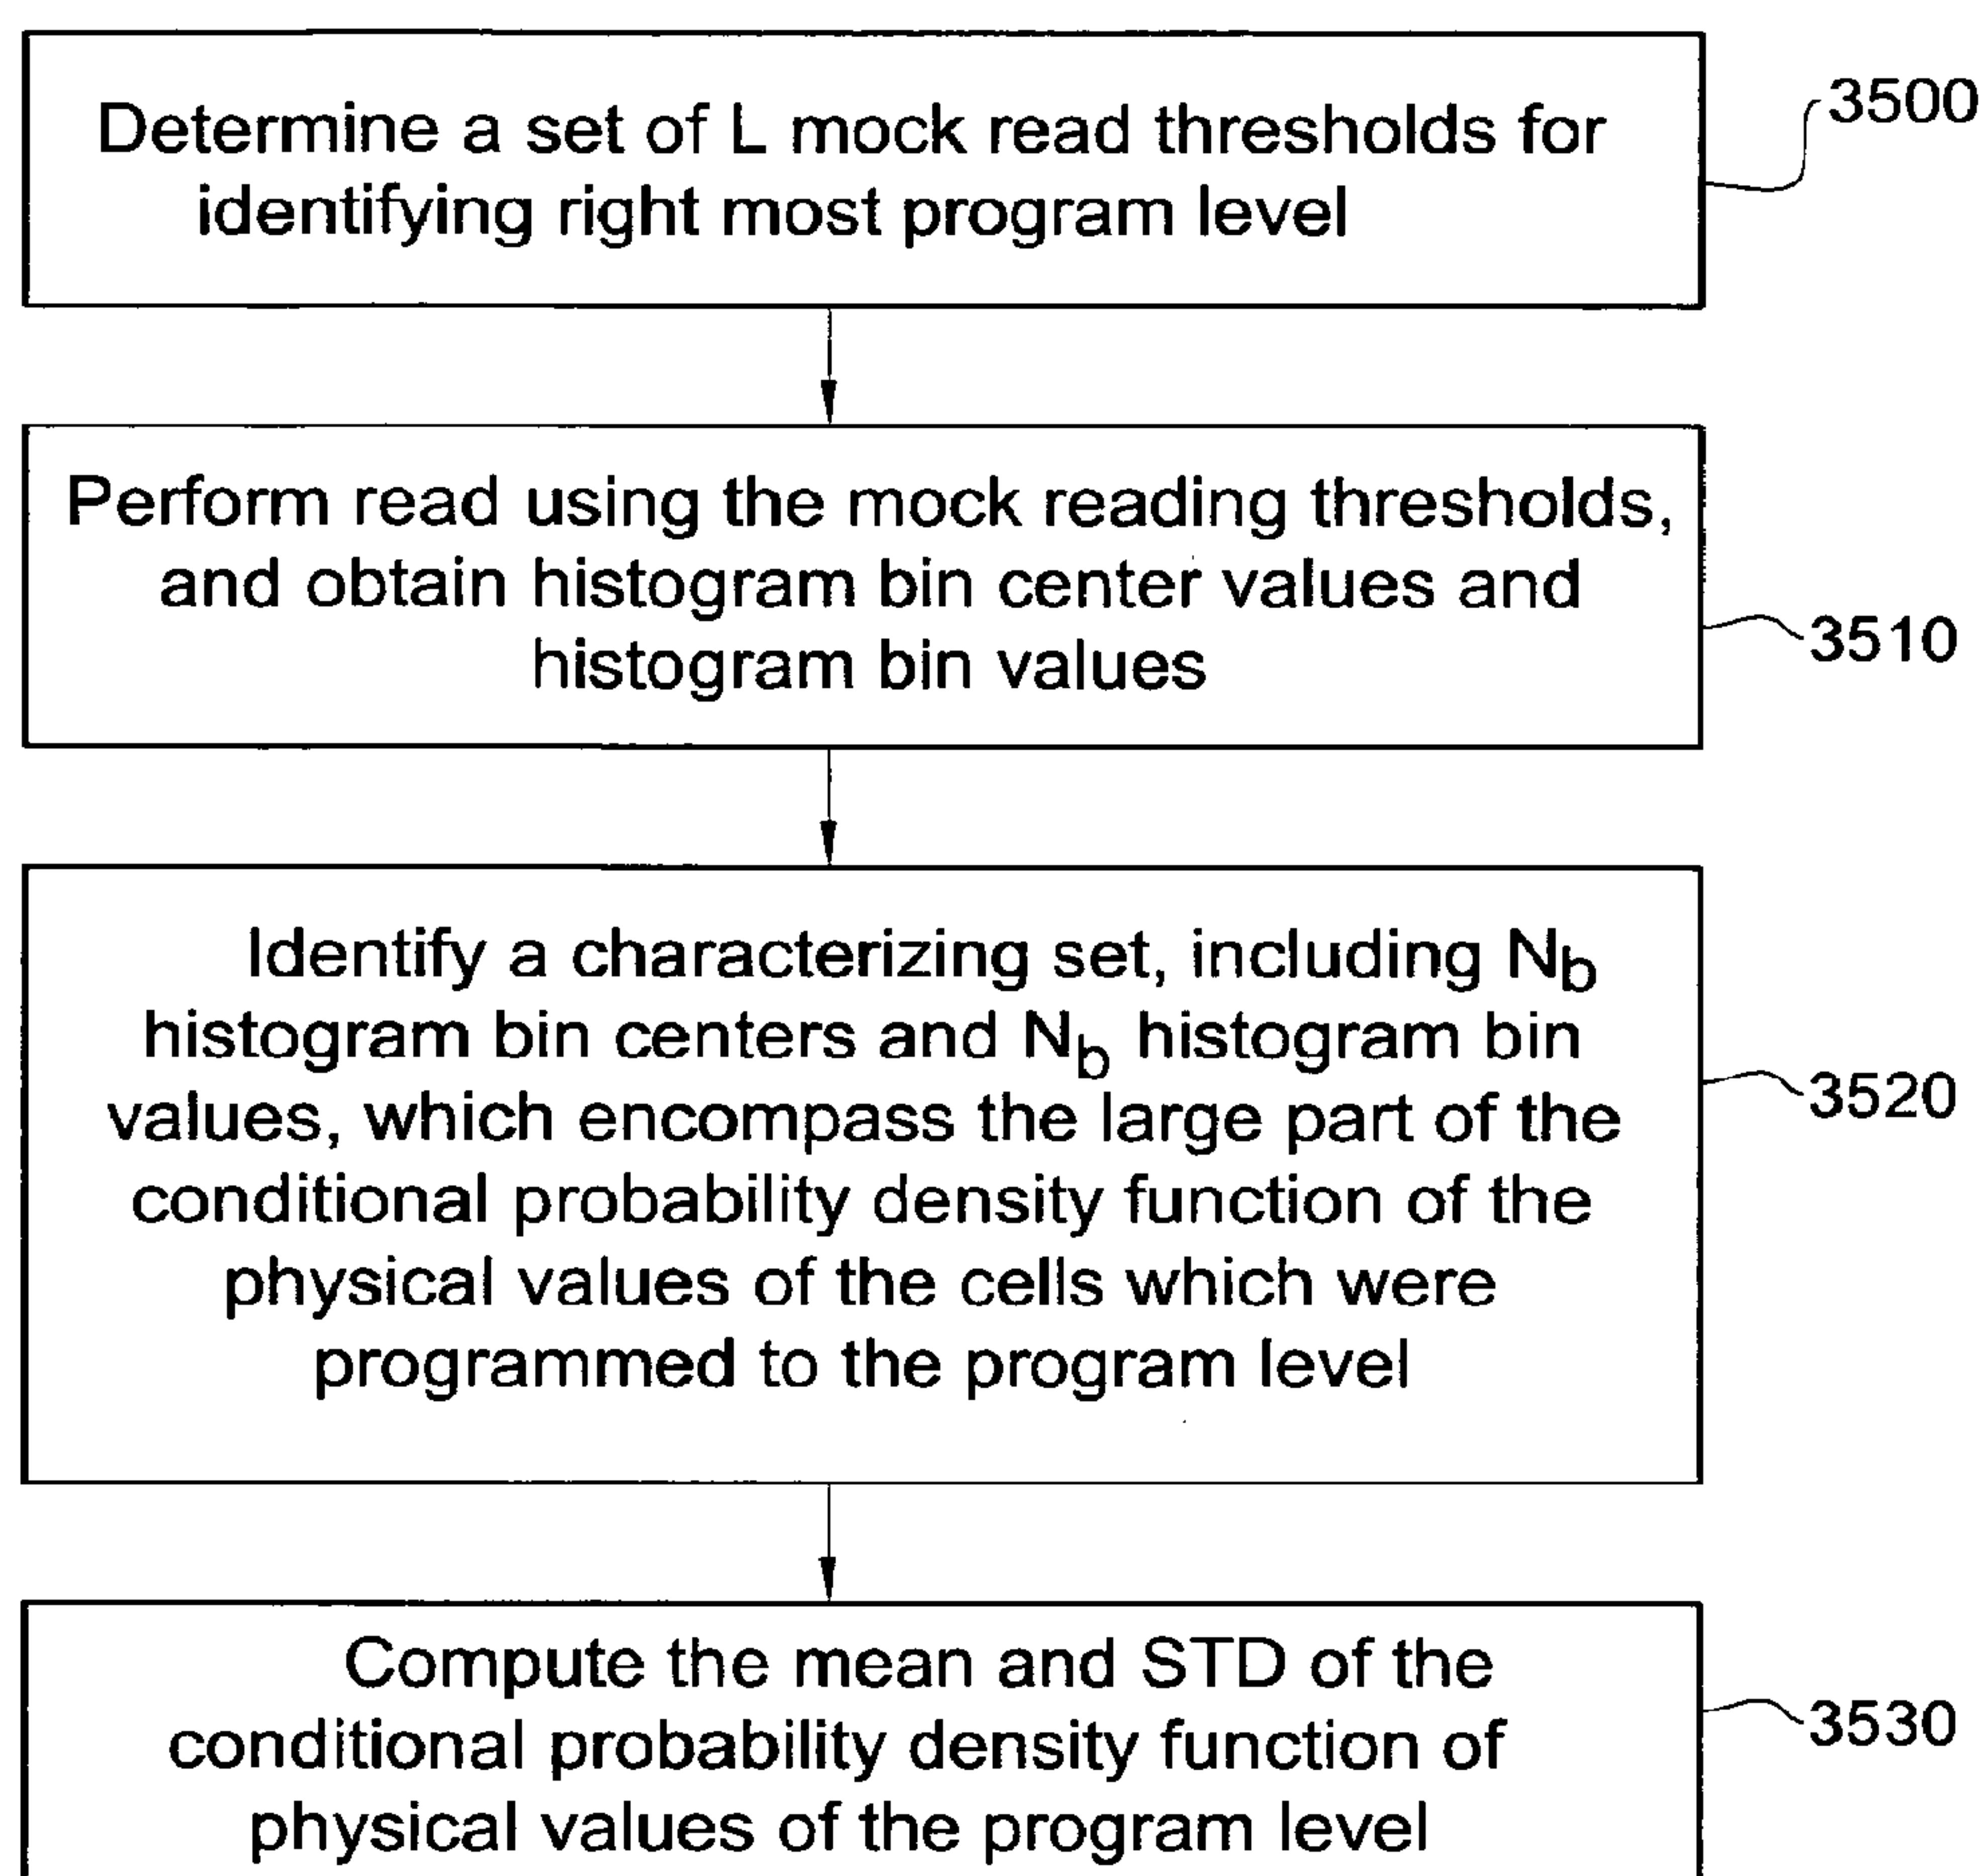 Determine a set of L mock read thresholds for
identifying right most program level
3500
Perform read using the mock reading thresholds,
and obtain histogram bin center values and
histogram bin values
3510
Identify a characterizing set, including Nb
histogram bin centers and Nb histogram bin
values, which encompass the large part of the
conditional probability density function of the
physical values of the cells which were
programmed to the program level
3520
Compute the mean and STD of the
conditional probability density function of
physical values of the program level
3530